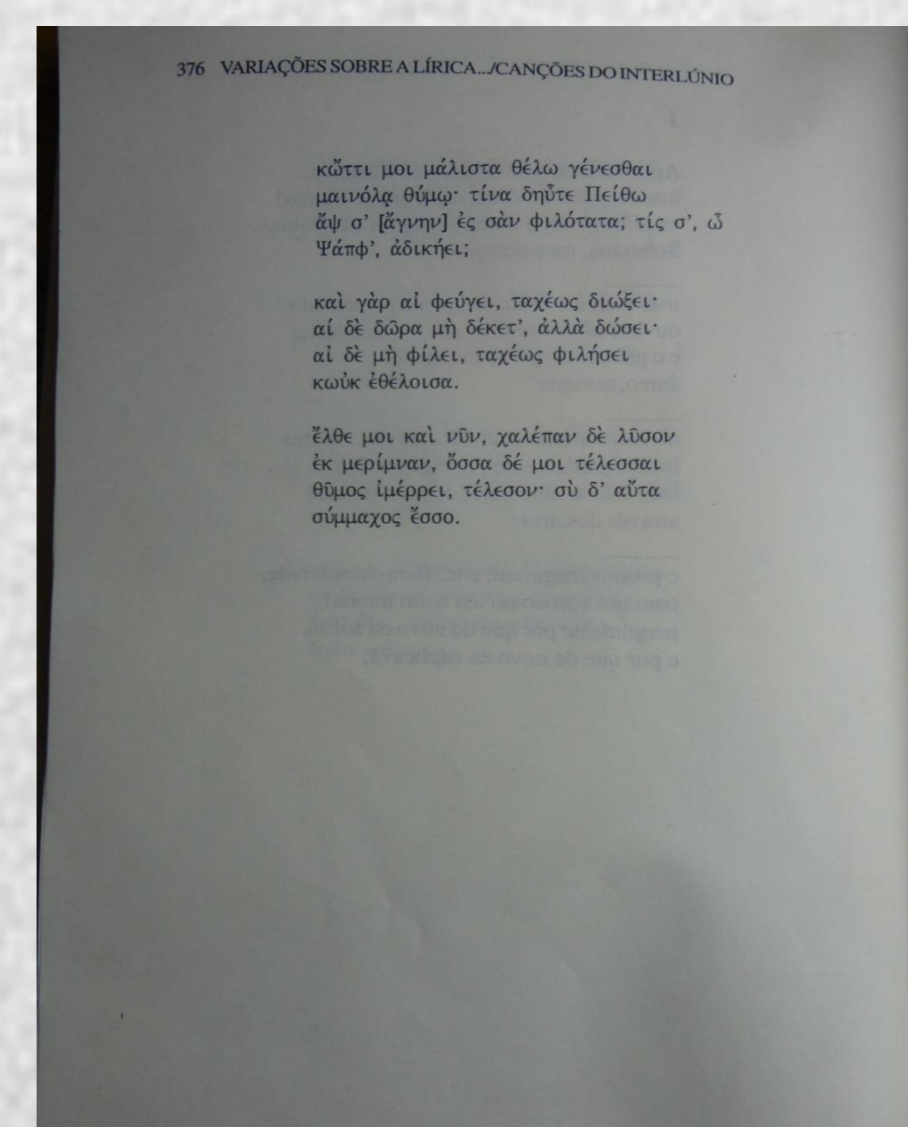 376 VARIAÇÕES SOBRE A LÍRICA.../CANÇÕES DO INTERLÚNIO
κὤττι μοι μάλιστα θέλω γένεσθαι
μαινόλᾳ θύμῳ· τίνα δηὖτε Πείθω
ἄψ σ’ [ἄγνην] ἐς σὰν φιλότατα; τίς σ’, ὦ
Ψάπφ’, ἀδικήει;
καὶ γὰρ αἰ φεύγει, ταχέως διώξει·
αἰ δὲ δῶρα μὴ δέκετ’, ἀλλὰ δώσει·
αἰ δὲ μὴ φίλει, ταχέως φιλήσει
κωὐκ ἐθέλοισα.
ἔλθε μοι καὶ νῦν, χαλέπαν δὲ λῦσον
ἐκ μερίμναν, ὄσσα δέ μοι τέλεσσαι
θῦμος ἰμέρρει, τέλεσον· σὺ δ’ αὔτα
σύμμαχος ἔσσο.